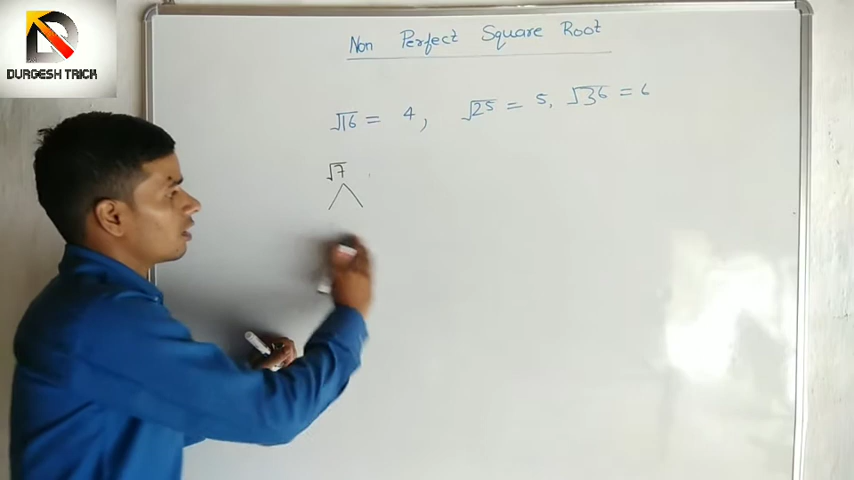 DURGESH TRICK
Non Perfect Square Root
√16 = 4, √25 = 5, √36 = 6
√7